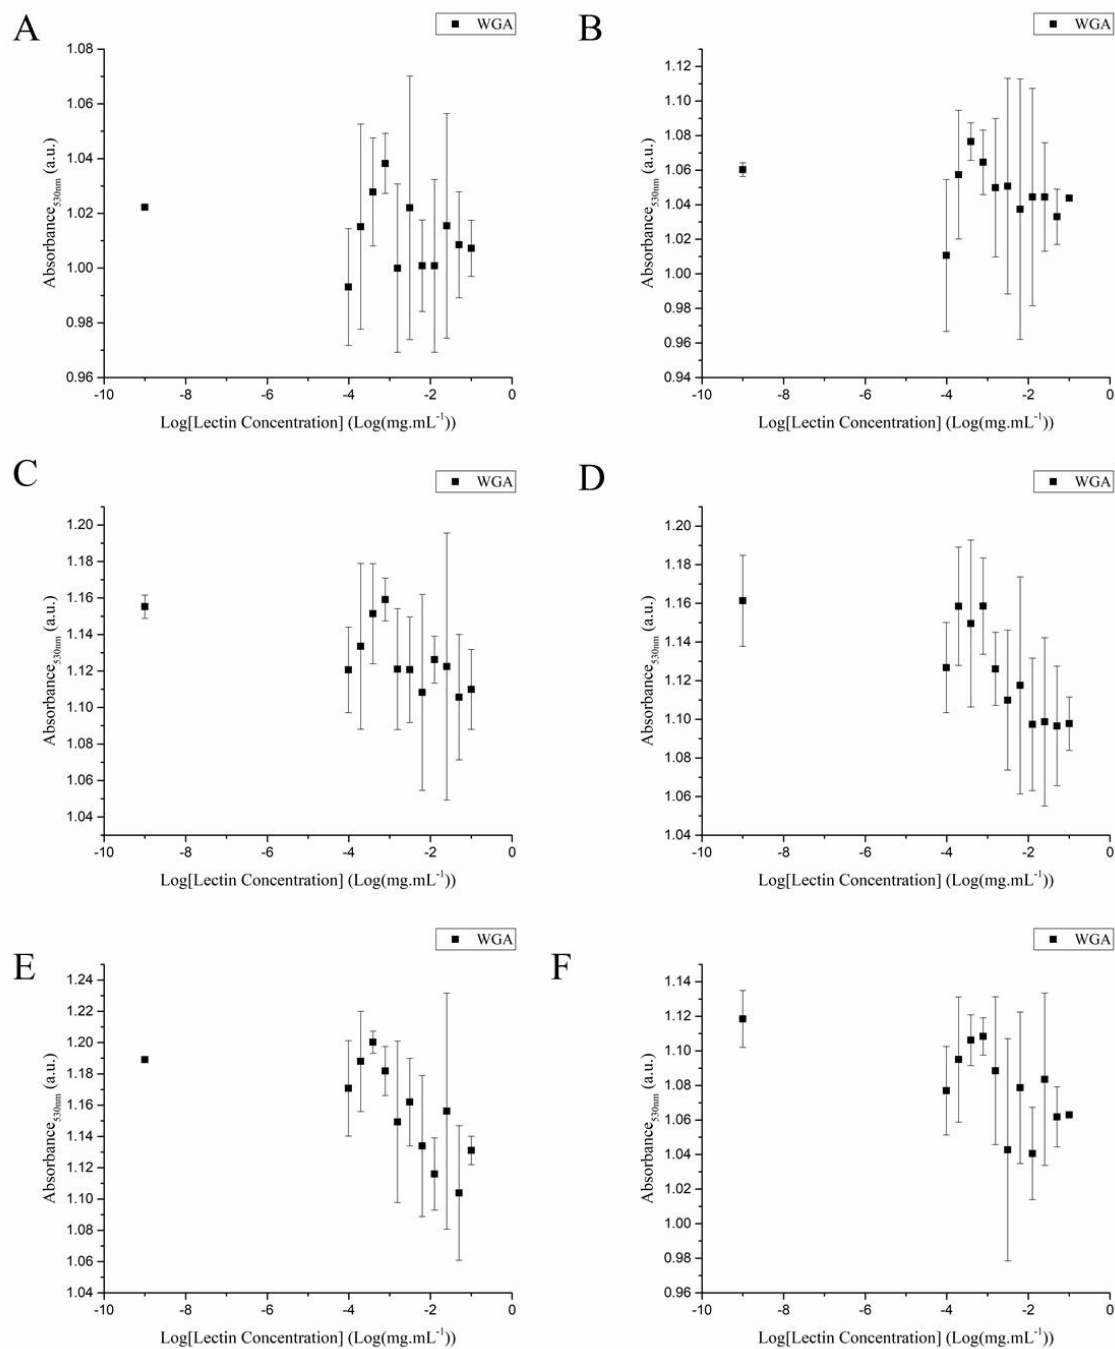 A
WGA
1.08
1.06
1.04
1.02
1.00
0.98
0.96
Absorbance530nm (a.u.)
-10 -8 -6 -4 -2 0
Log[Lectin Concentration] (Log(mg.mL-1))
B
WGA
1.12
1.10
1.08
1.06
1.04
1.02
1.00
0.98
0.96
0.94
Absorbance530nm (a.u.)
-10 -8 -6 -4 -2 0
Log[Lectin Concentration] (Log(mg.mL-1))
C
WGA
1.20
1.18
1.16
1.14
1.12
1.10
1.08
1.06
1.04
Absorbance530nm (a.u.)
-10 -8 -6 -4 -2 0
Log[Lectin Concentration] (Log(mg.mL-1))
D
WGA
1.20
1.18
1.16
1.14
1.12
1.10
1.08
1.06
1.04
Absorbance530nm (a.u.)
-10 -8 -6 -4 -2 0
Log[Lectin Concentration] (Log(mg.mL-1))
E
WGA
1.24
1.22
1.20
1.18
1.16
1.14
1.12
1.10
1.08
1.06
1.04
Absorbance530nm (a.u.)
-10 -8 -6 -4 -2 0
Log[Lectin Concentration] (Log(mg.mL-1))
F
WGA
1.14
1.12
1.10
1.08
1.06
1.04
1.02
1.00
0.98
0.96
Absorbance530nm (a.u.)
-10 -8 -6 -4 -2 0
Log[Lectin Concentration] (Log(mg.mL-1))